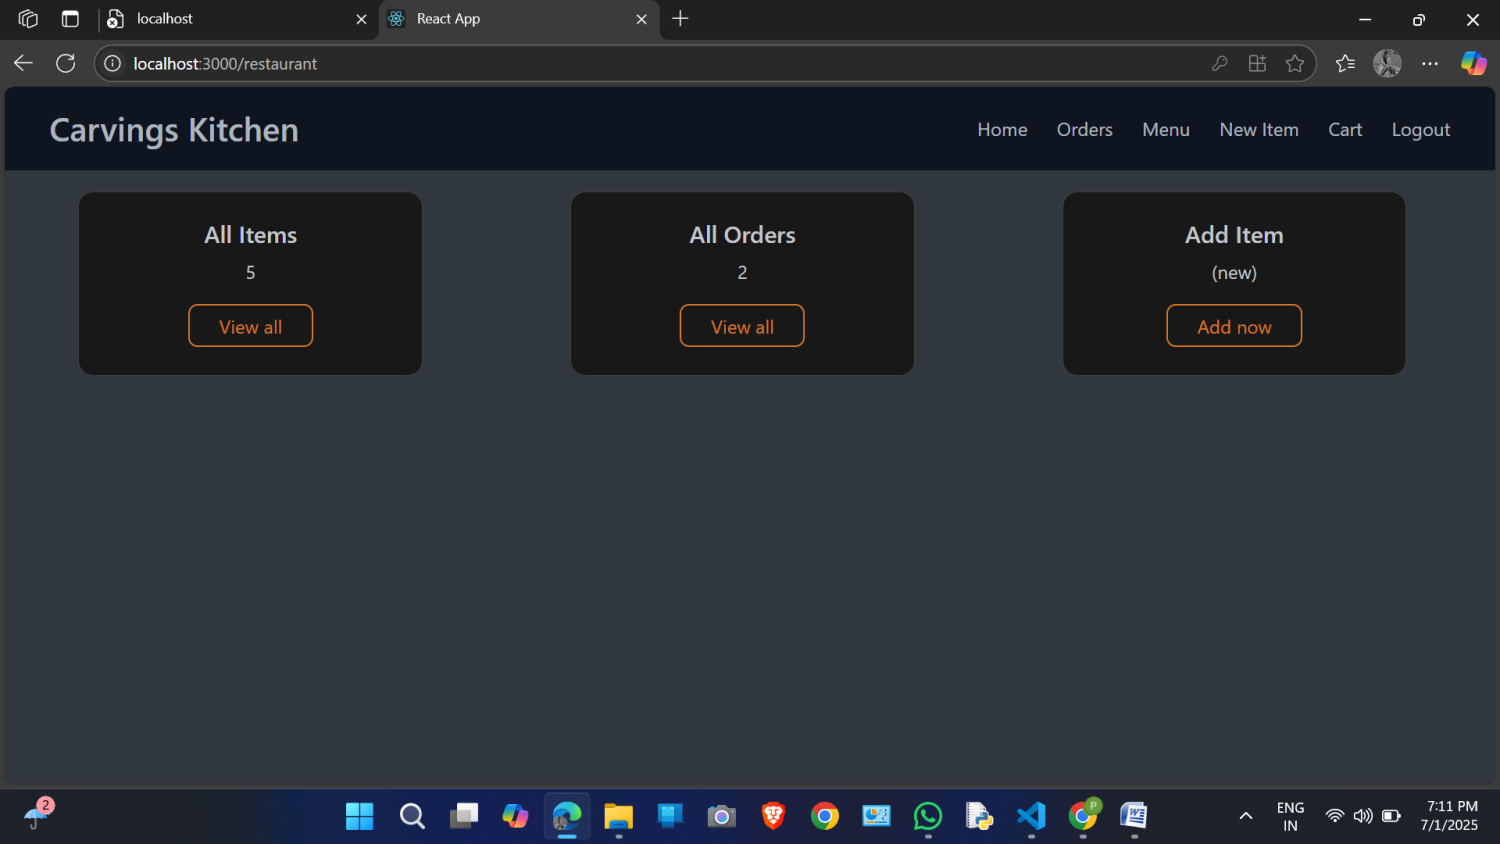 localhost
React App
localhost:3000/restaurant
Carvings Kitchen
Home Orders Menu New Item Cart Logout
All Items
5
View all
All Orders
2
View all
Add Item
(new)
Add now
2
P
ENG
IN
7:11 PM
7/1/2025